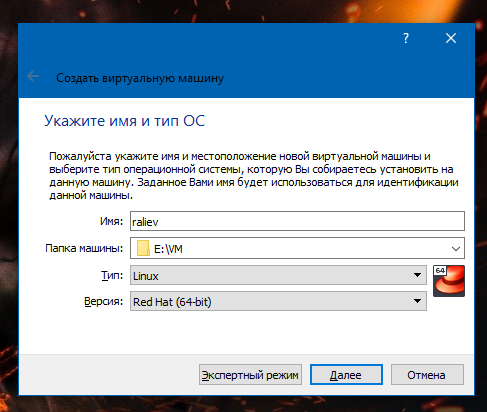 ?
Создать виртуальную машину
Укажите имя и тип ОС
Пожалуйста укажите имя и местоположение новой виртуальной машины и
выберите тип операционной системы, которую Вы собираетесь установить на
данную машину. Заданное Вами имя будет использоваться для идентификации
данной машины.
Имя: raliev
Папка машины: E:\VM
Тип: Linux
64
Версия: Red Hat (64-bit)
Экспертный режим Далее Отмена